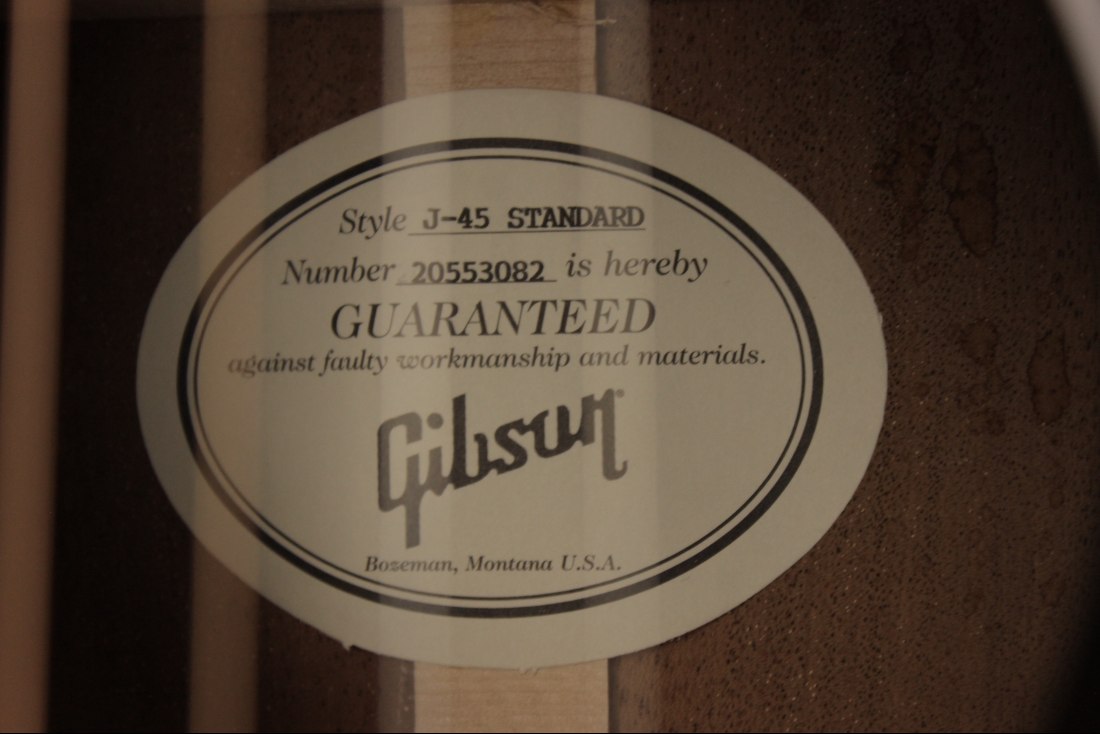 Style J-45 STANDARD
Number 20553082 is hereby
GUARANTEED
against faulty workmanship and materials.
Gibson
Bozeman, Montana U.S.A.